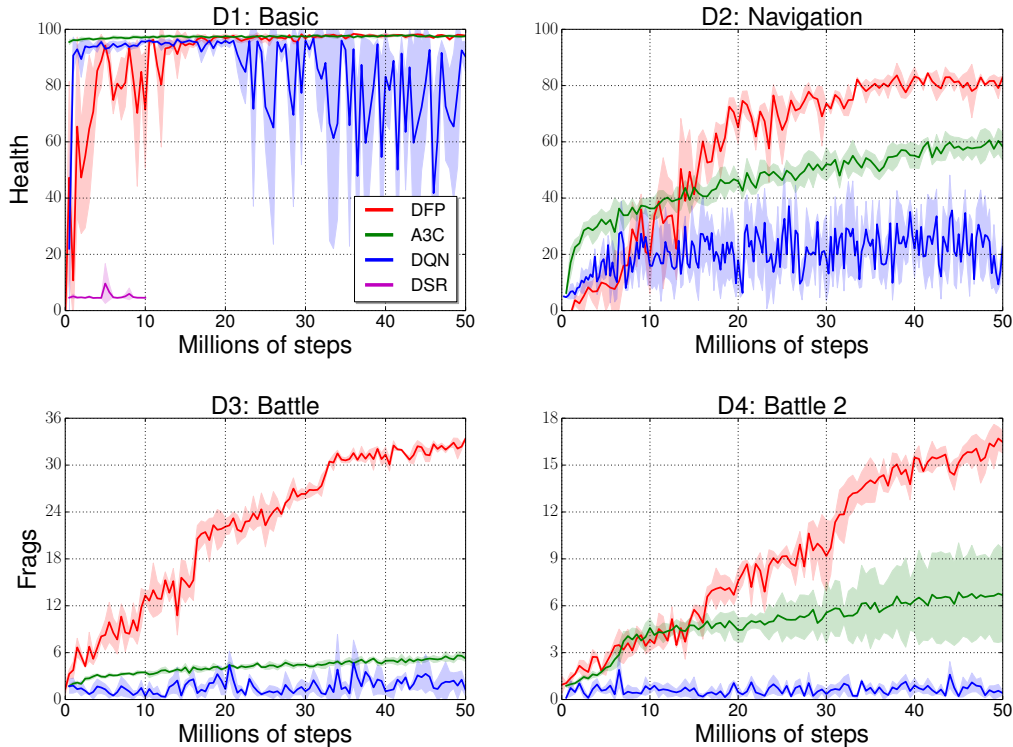 D1: Basic
D2: Navigation
100
80
60
40
20
0
Health
DFP
A3C
DQN
DSR
0 10 20 30 40 50
Millions of steps
100
80
60
40
20
0
0 10 20 30 40 50
Millions of steps
D3: Battle
D4: Battle 2
36
30
24
18
12
6
0
Frags
0 10 20 30 40 50
Millions of steps
18
15
12
9
6
3
0
0 10 20 30 40 50
Millions of steps